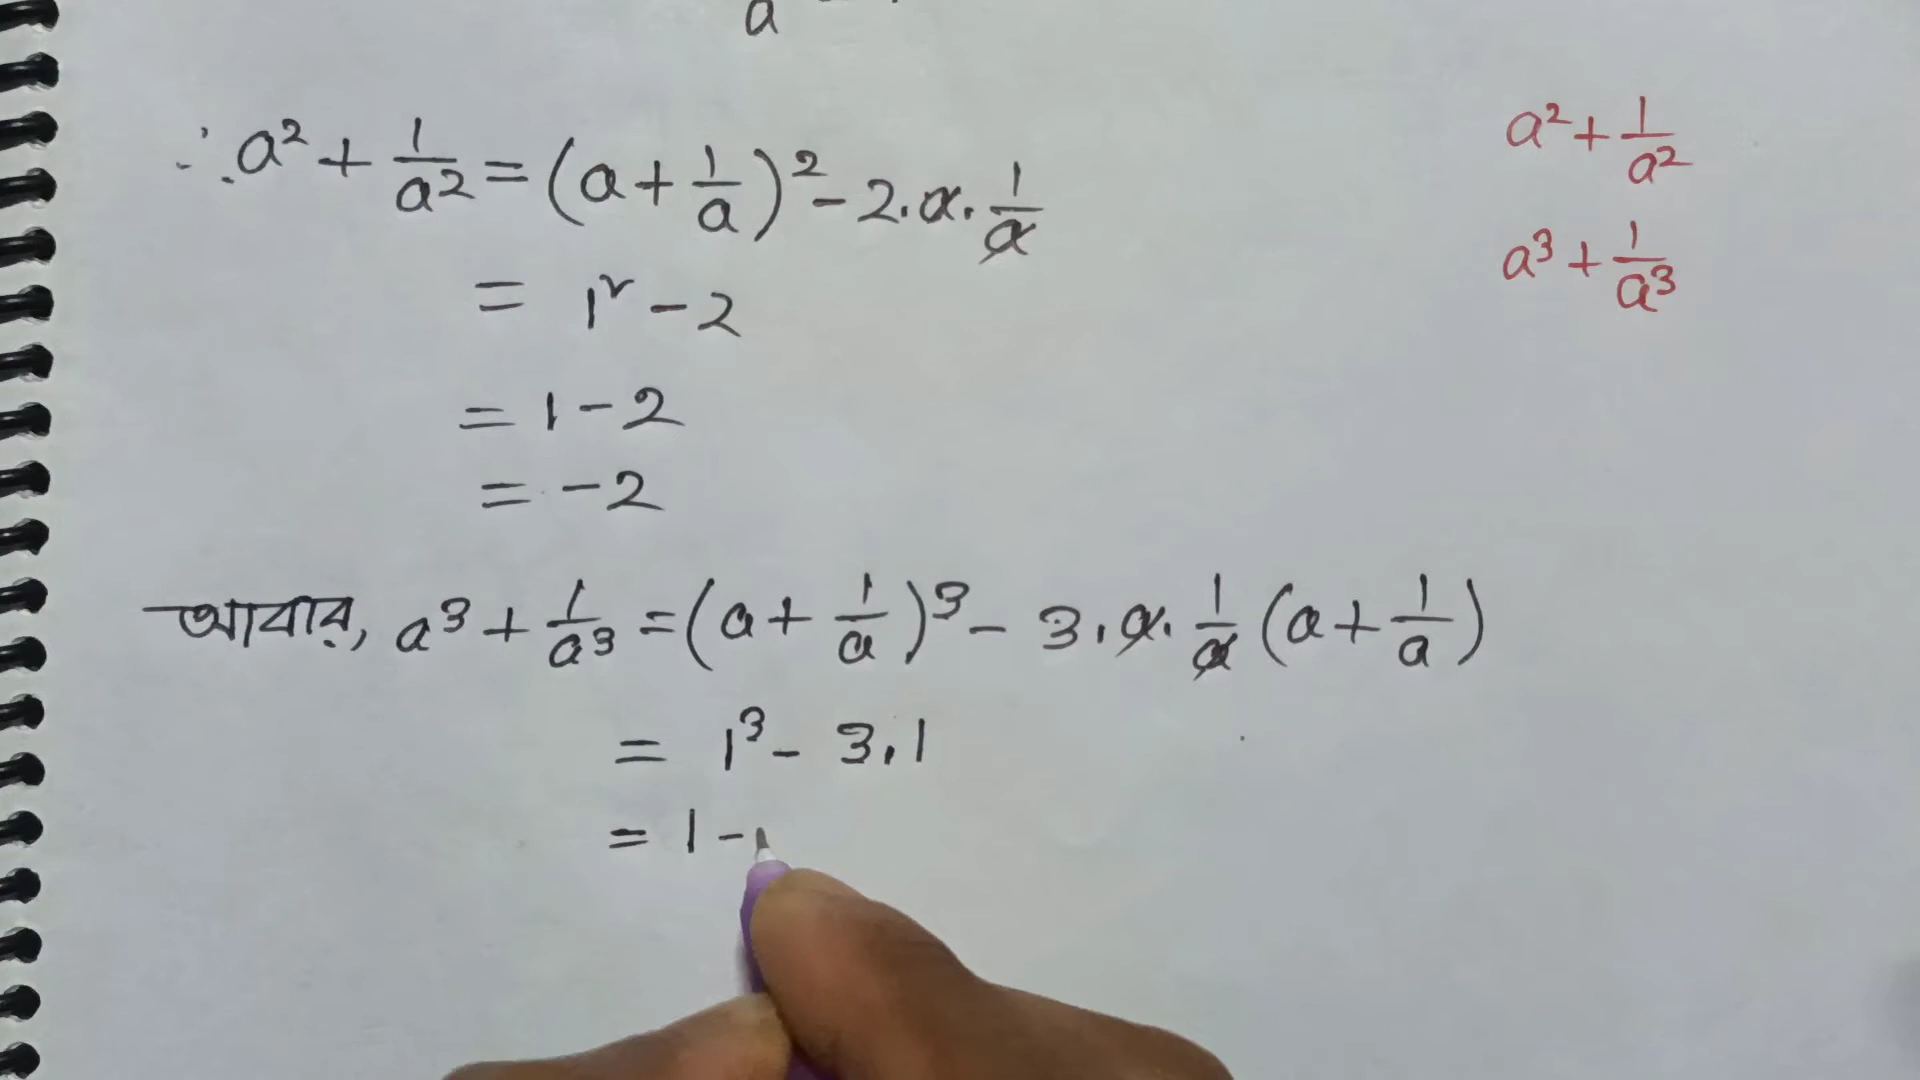 a
∴ a² + 1/a² = (a + 1/a)² - 2.a. 1/a
= 1² - 2
= 1 - 2
= -2
আবার, a³ + 1/a³ = (a + 1/a)³ - 3.a. 1/a (a + 1/a)
= 1³ - 3.1
= 1 -
a² + 1/a²
a³ + 1/a³